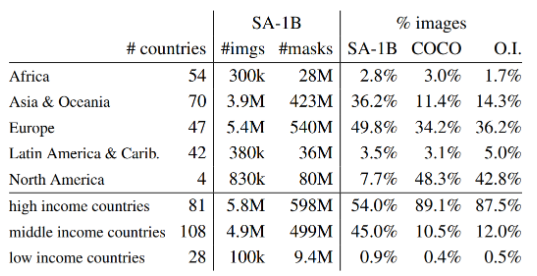 SA-1B % images
# countries #imgs #masks SA-1B COCO O.I.
Africa 54 300k 28M 2.8% 3.0% 1.7%
Asia & Oceania 70 3.9M 423M 36.2% 11.4% 14.3%
Europe 47 5.4M 540M 49.8% 34.2% 36.2%
Latin America & Carib. 42 380k 36M 3.5% 3.1% 5.0%
North America 4 830k 80M 7.7% 48.3% 42.8%
high income countries 81 5.8M 598M 54.0% 89.1% 87.5%
middle income countries 108 4.9M 499M 45.0% 10.5% 12.0%
low income countries 28 100k 9.4M 0.9% 0.4% 0.5%